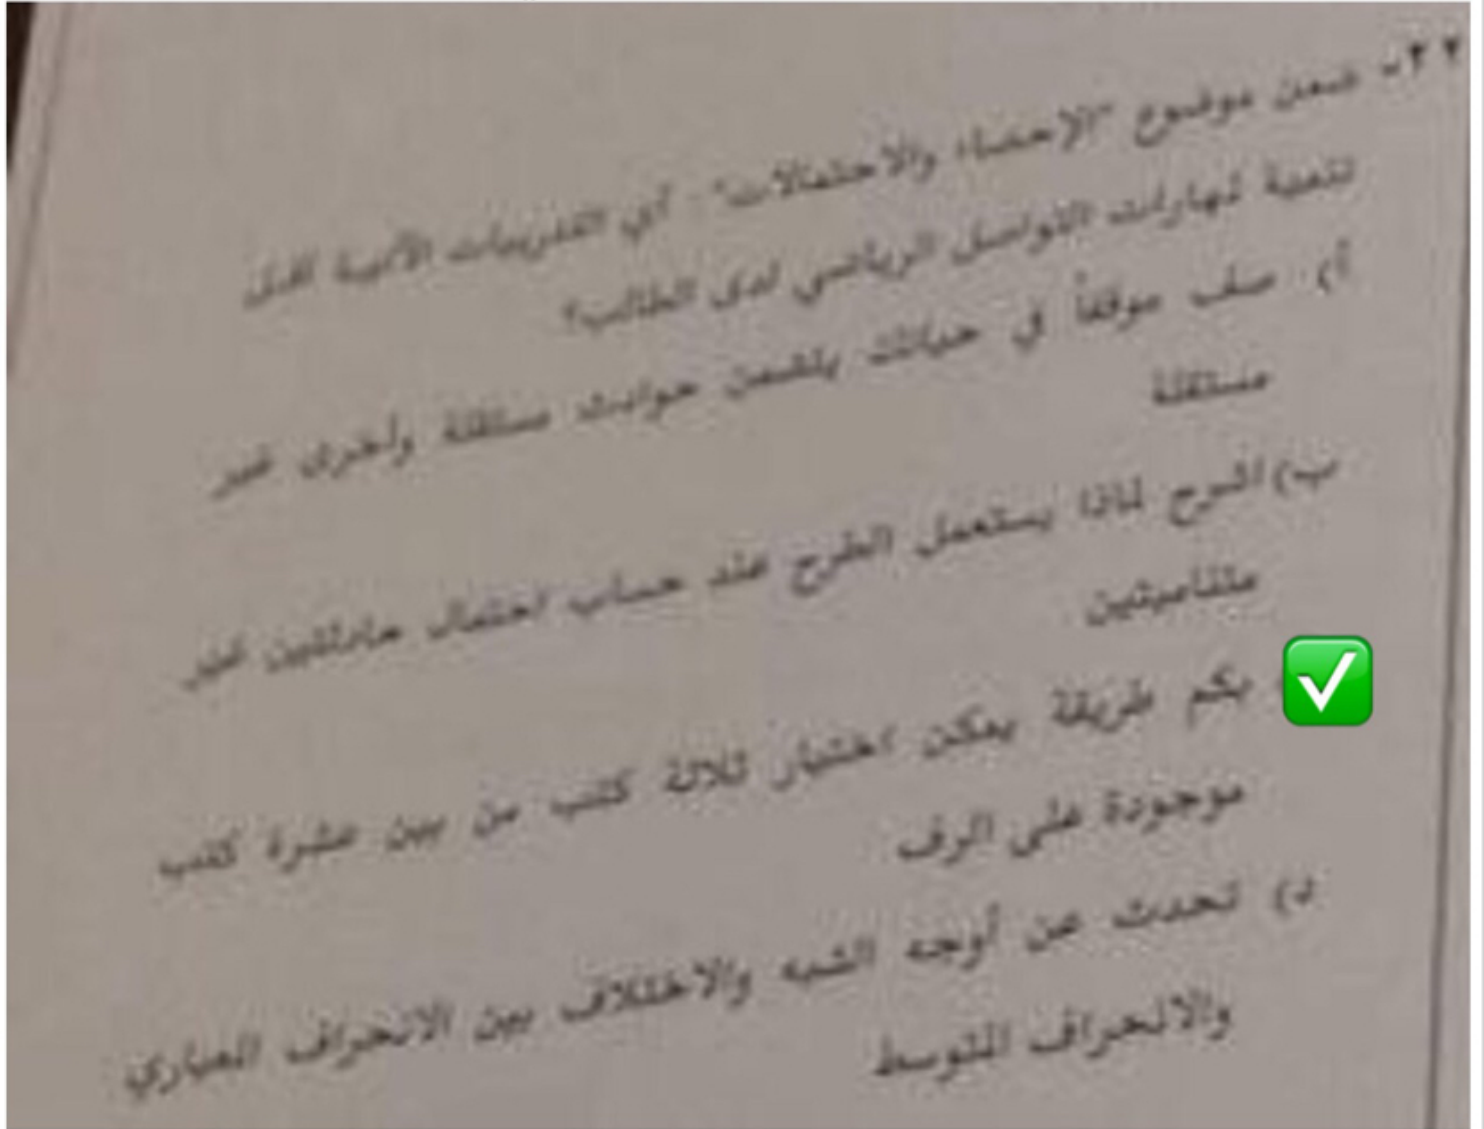 ٢٢- ضمن موضوع "الإحصاء والاحتمالات". أي التدريبات الآتية أقل
تنمية لمهارات التواصل الرياضي لدى الطالب؟
أ) صف موقفاً في حياتك يتضمن حوادث مستقلة وأخرى غير
مستقلة
ب) اشرح لماذا يستعمل الطرح عند حساب احتمال حادثتين غير
متنافيتين
بكم طريقة يمكن اختيار ثلاثة كتب من بين عشرة كتب
موجودة على الرف
د) تحدث عن أوجه الشبه والاختلاف بين الانحراف المعياري
والانحراف المتوسط